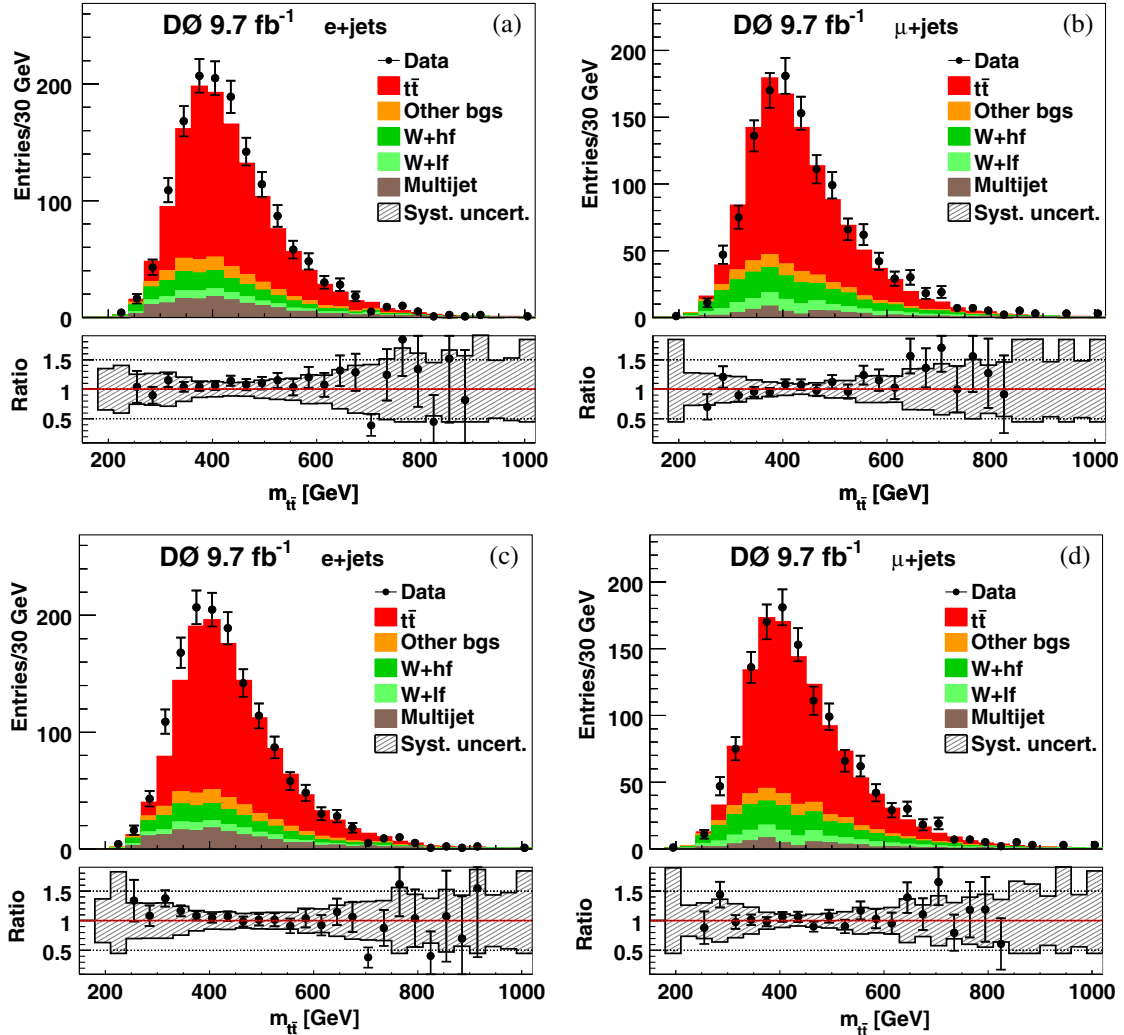 DØ 9.7 fb⁻¹ e+jets (a)
Entries/30 GeV
200
100
0
Data
tt̄
Other bgs
W+hf
W+lf
Multijet
Syst. uncert.
Ratio
1.5
1
0.5
200 400 600 800 1000
m_tt̄ [GeV]
DØ 9.7 fb⁻¹ μ+jets (b)
Entries/30 GeV
200
150
100
50
0
Data
tt̄
Other bgs
W+hf
W+lf
Multijet
Syst. uncert.
Ratio
1.5
1
0.5
200 400 600 800 1000
m_tt̄ [GeV]
DØ 9.7 fb⁻¹ e+jets (c)
Entries/30 GeV
200
100
0
Data
tt̄
Other bgs
W+hf
W+lf
Multijet
Syst. uncert.
Ratio
1.5
1
0.5
200 400 600 800 1000
m_tt̄ [GeV]
DØ 9.7 fb⁻¹ μ+jets (d)
Entries/30 GeV
200
150
100
50
0
Data
tt̄
Other bgs
W+hf
W+lf
Multijet
Syst. uncert.
Ratio
1.5
1
0.5
200 400 600 800 1000
m_tt̄ [GeV]